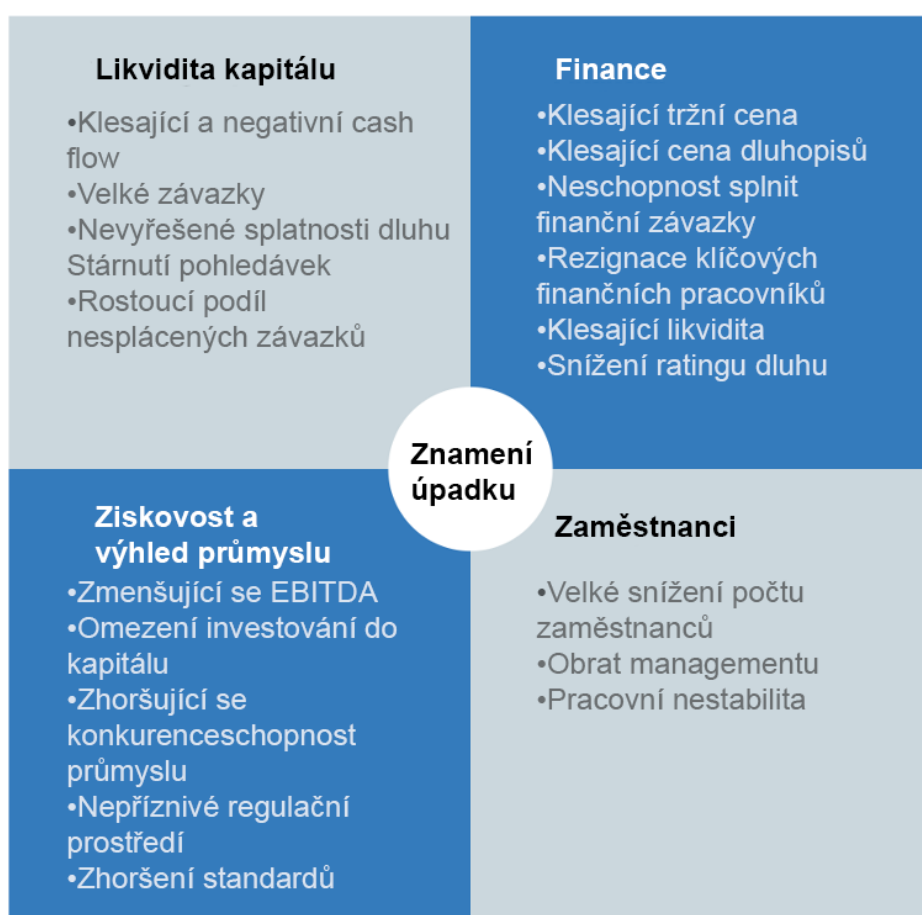 Likvidita kapitálu
•Klesající a negativní cash
flow
•Velké závazky
•Nevyřešené splatnosti dluhu
Stárnutí pohledávek
•Rostoucí podíl
nesplácených závazků
Finance
•Klesající tržní cena
•Klesající cena dluhopisů
•Neschopnost splnit
finanční závazky
•Rezignace klíčových
finančních pracovníků
•Klesající likvidita
•Snížení ratingu dluhu
Znamení
úpadku
Ziskovost a
výhled průmyslu
•Zmenšující se EBITDA
•Omezení investování do
kapitálu
•Zhoršující se
konkurenceschopnost
průmyslu
•Nepříznivé regulační
prostředí
•Zhoršení standardů
Zaměstnanci
•Velké snížení počtu
zaměstnanců
•Obrat managementu
•Pracovní nestabilita